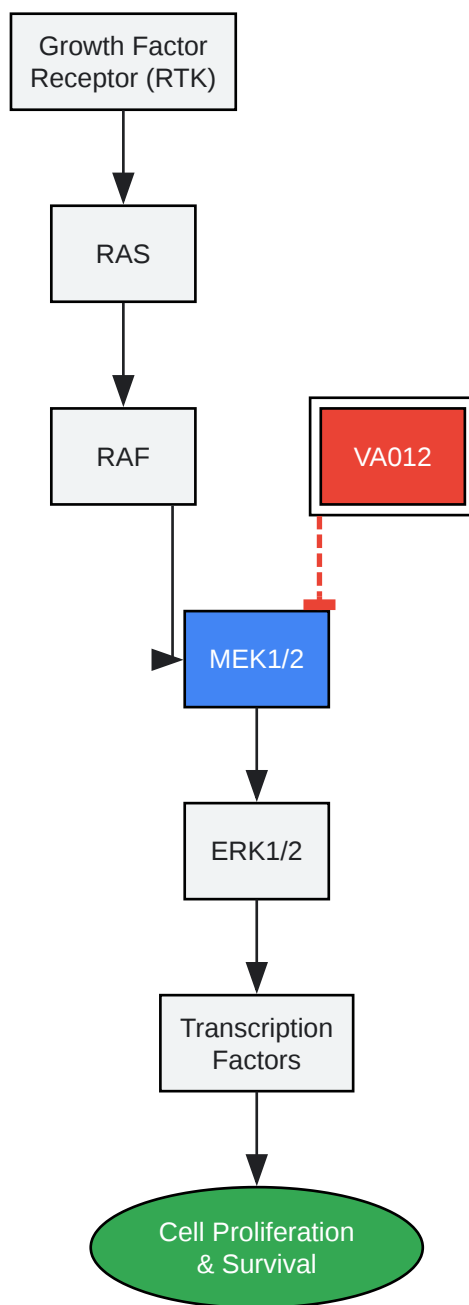 Growth Factor
Receptor (RTK)
RAS
RAF
VA012
MEK1/2
ERK1/2
Transcription
Factors
Cell Proliferation
& Survival